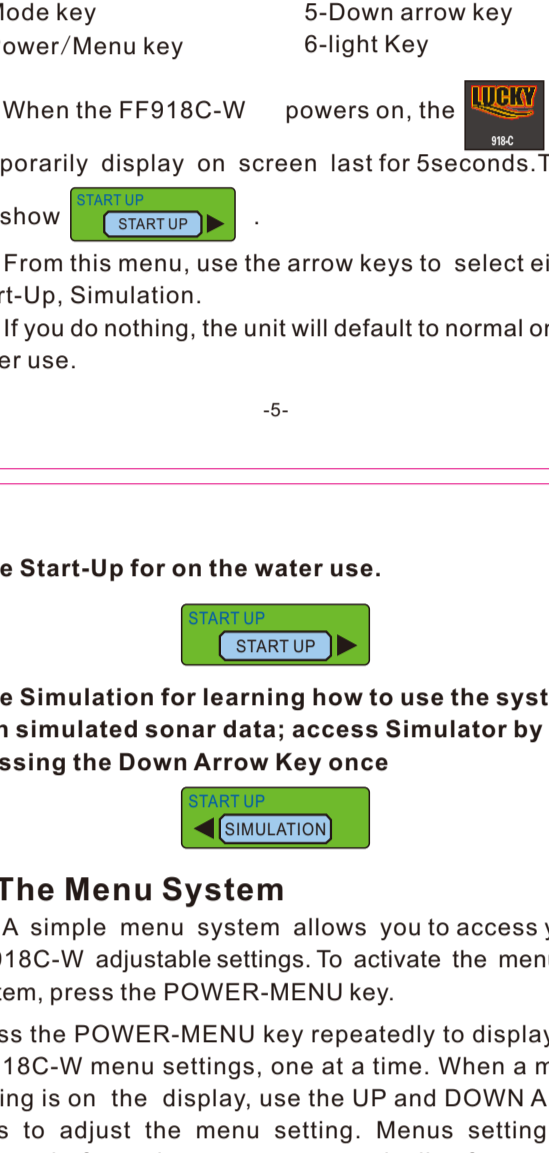 Mode key 5-Down arrow key
Power/Menu key 6-light Key
When the FF918C-W powers on, the LUCKY
918-C
porarily display on screen last for 5seconds.T
START UP
show START UP .
From this menu, use the arrow keys to select ei
rt-Up, Simulation.
If you do nothing, the unit will default to normal or
er use.
-5-
e Start-Up for on the water use.
START UP
START UP
e Simulation for learning how to use the syst
h simulated sonar data; access Simulator by
ssing the Down Arrow Key once
START UP
SIMULATION
The Menu System
A simple menu system allows you to access y
918C-W adjustable settings. To activate the menu
tem, press the POWER-MENU key.
ss the POWER-MENU key repeatedly to display
18C-W menu settings, one at a time. When a m
ing is on the display, use the UP and DOWN A
s to adjust the menu setting. Menus setting